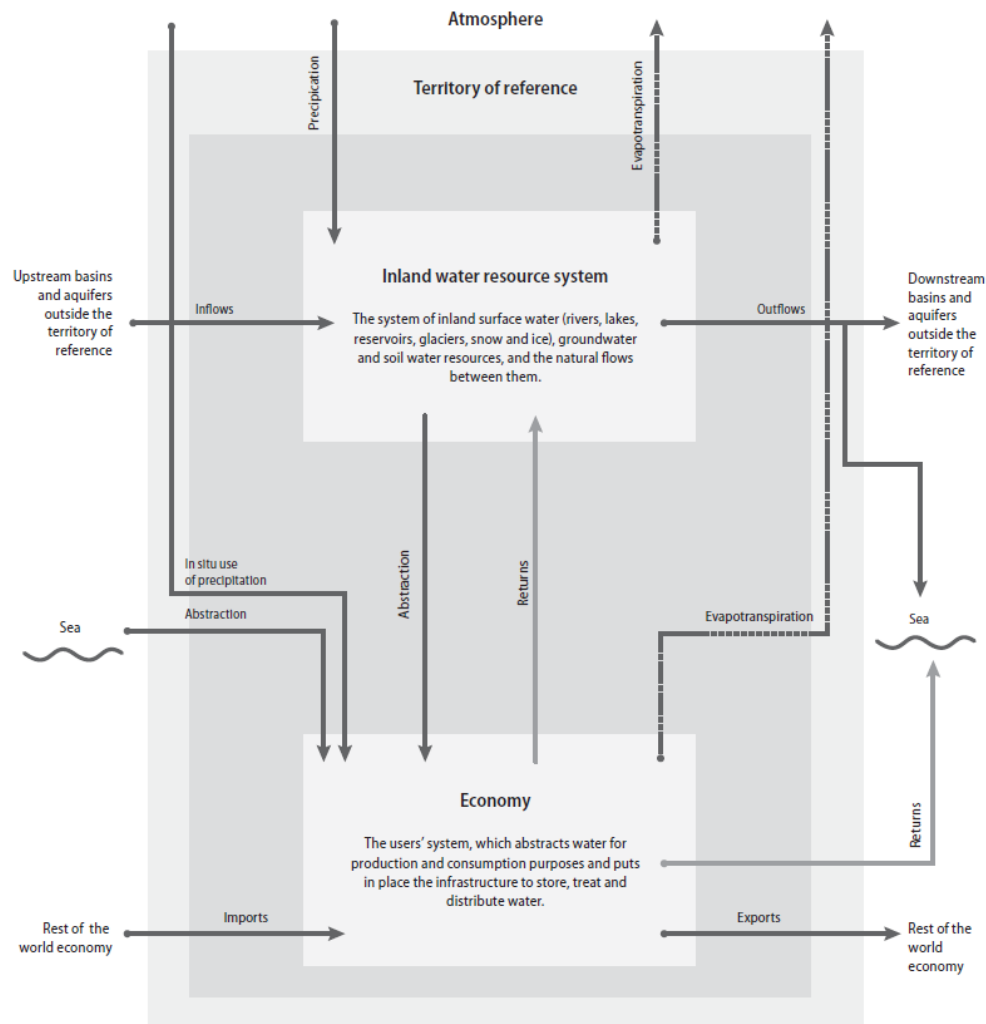 Atmosphere
Territory of reference
Precipication
Evapotranspiration
Inland water resource system
The system of inland surface water (rivers, lakes,
reservoirs, glaciers, snow and ice), groundwater
and soil water resources, and the natural flows
between them.
Upstream basins
and aquifers
outside the
territory of
reference
Inflows
Outflows
Downstream
basins and
aquifers
outside the
territory of
reference
In situ use
of precipitation
Abstraction
Sea
Abstraction
Returns
Evapotranspiration
Sea
Economy
The users’ system, which abstracts water for
production and consumption purposes and puts
in place the infrastructure to store, treat and
distribute water.
Returns
Rest of the
world economy
Imports
Exports
Rest of the
world
economy